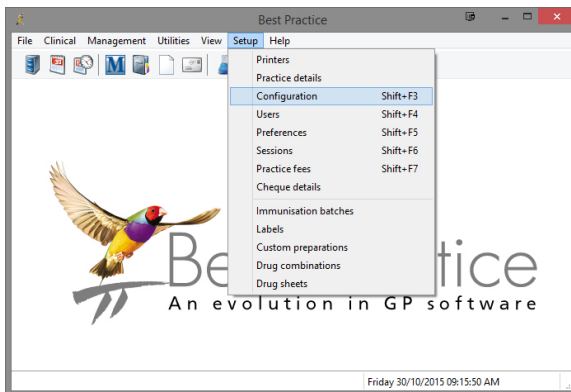 Best Practice
File Clinical Management Utilities View Setup Help
Printers
Practice details
Configuration Shift+F3
Users Shift+F4
Preferences Shift+F5
Sessions Shift+F6
Practice fees Shift+F7
Cheque details
Immunisation batches
Labels
Custom preparations
Drug combinations
Drug sheets
Be tice
An evolution in GP software
Friday 30/10/2015 09:15:50 AM